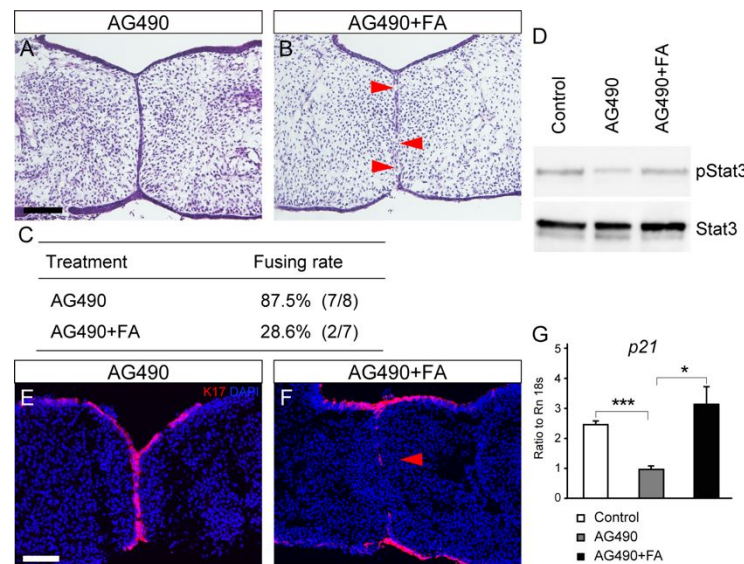 AG490
AG490+FA
A
B
C
Treatment Fusing rate
AG490 87.5% (7/8)
AG490+FA 28.6% (2/7)
D
Control
AG490
AG490+FA
pStat3
Stat3
AG490
AG490+FA
E
K17 DAPI
F
G
p21
***
*
Ratio to Rn 18s
5
4
3
2
1
0
Control
AG490
AG490+FA